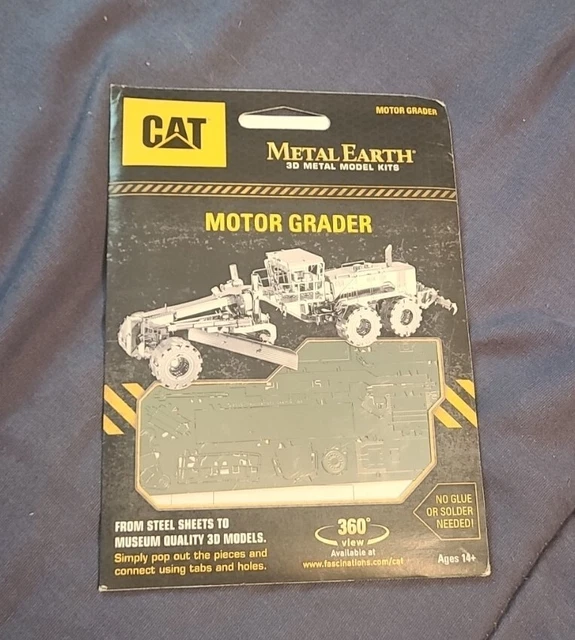 MOTOR GRADER
CAT
METAL EARTH®
3D METAL MODEL KITS
MOTOR GRADER
FROM STEEL SHEETS TO
MUSEUM QUALITY 3D MODELS.
Simply pop out the pieces and
connect using tabs and holes.
360°
view
Available at
www.fascinations.com/cat
NO GLUE
OR SOLDER
NEEDED!
Ages 14+